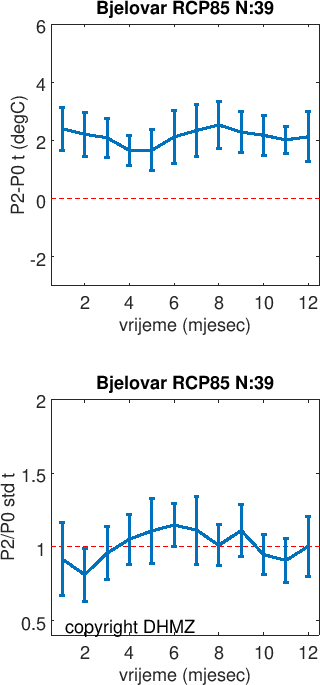 Bjelovar RCP85 N:39
6
4
2
0
-2
P2-P0 t (degC)
2 4 6 8 10 12
vrijeme (mjesec)
Bjelovar RCP85 N:39
2
1.5
1
0.5
P2/P0 std t
copyright DHMZ
2 4 6 8 10 12
vrijeme (mjesec)